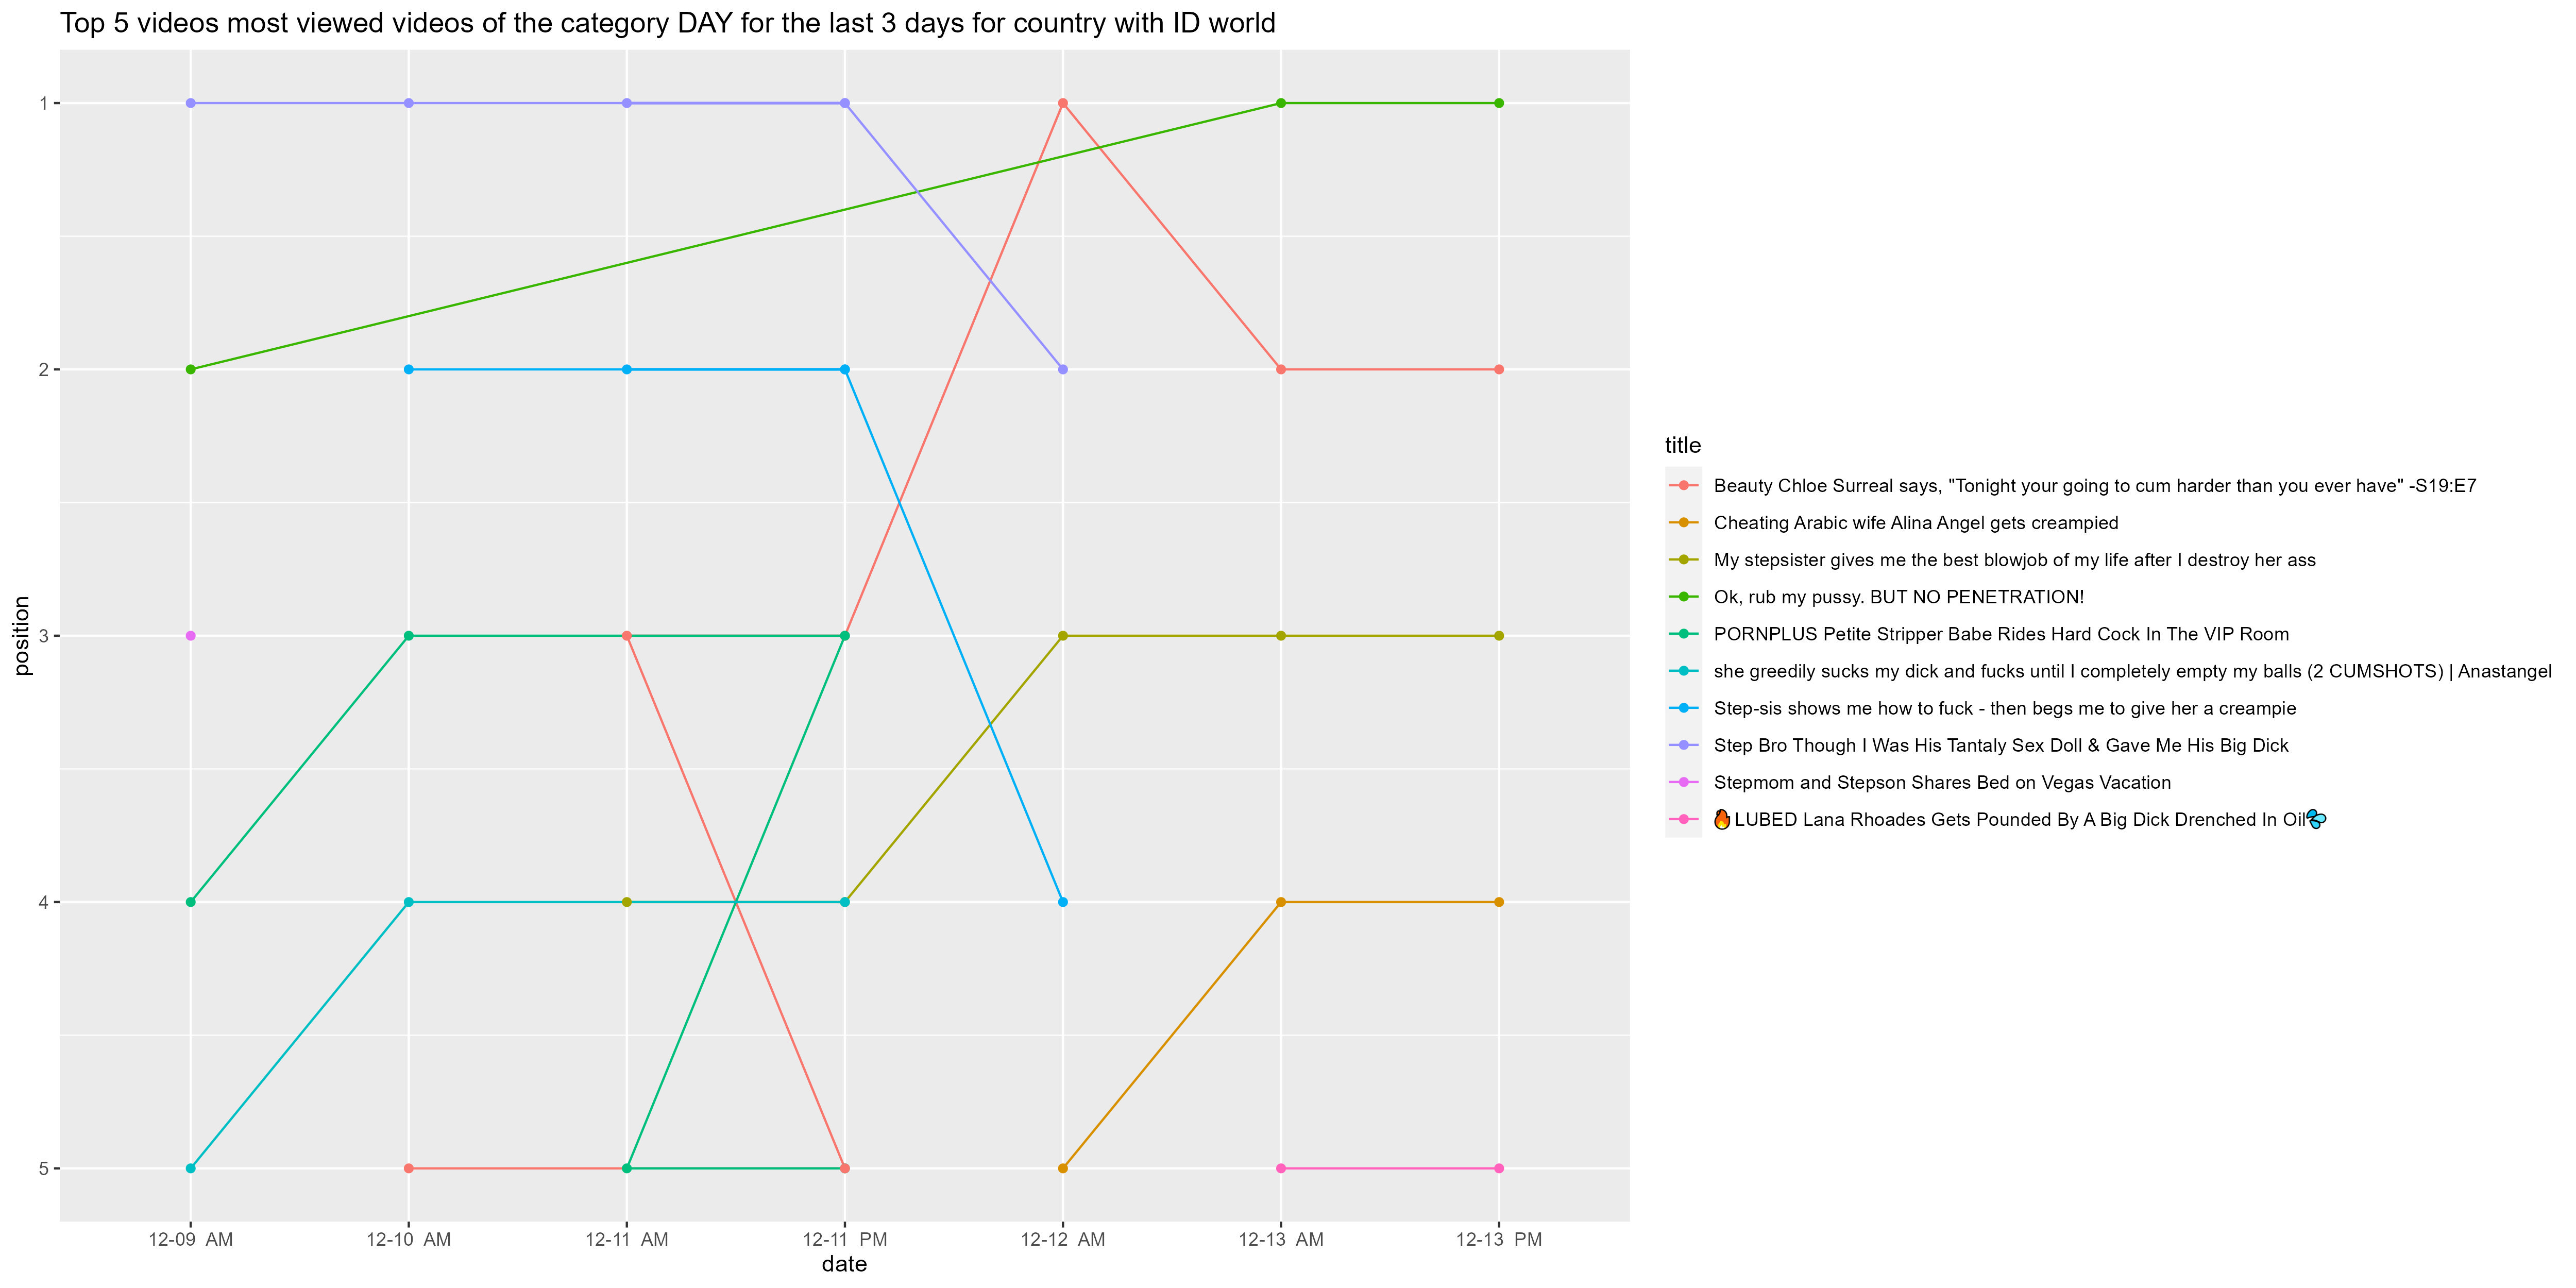 Top 5 videos most viewed videos of the category DAY for the last 3 days for country with ID world
position
1
2
3
4
5
12-09 AM
12-10 AM
12-11 AM
12-11 PM
12-12 AM
12-13 AM
12-13 PM
date
title
Beauty Chloe Surreal says, "Tonight your going to cum harder than you ever have" -S19:E7
Cheating Arabic wife Alina Angel gets creampied
My stepsister gives me the best blowjob of my life after I destroy her ass
Ok, rub my pussy. BUT NO PENETRATION!
PORNPLUS Petite Stripper Babe Rides Hard Cock In The VIP Room
she greedily sucks my dick and fucks until I completely empty my balls (2 CUMSHOTS) | Anastangel
Step-sis shows me how to fuck - then begs me to give her a creampie
Step Bro Though I Was His Tantaly Sex Doll & Gave Me His Big Dick
Stepmom and Stepson Shares Bed on Vegas Vacation
🔥LUBED Lana Rhoades Gets Pounded By A Big Dick Drenched In Oil💦